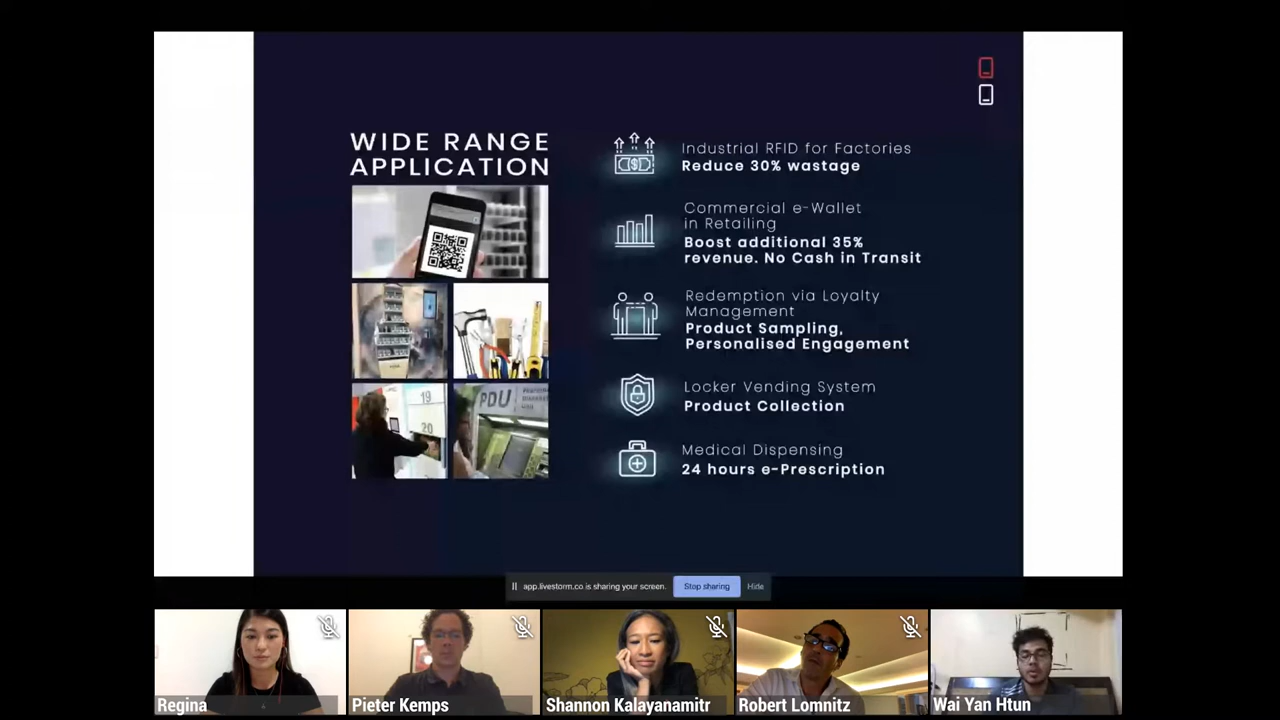 WIDE RANGE
APPLICATION
Industrial RFID for Factories
Reduce 30% wastage
Commercial e-Wallet
in Retailing
Boost additional 35%
revenue. No Cash in Transit
Redemption via Loyalty
Management
Product Sampling,
Personalised Engagement
Locker Vending System
Product Collection
Medical Dispensing
24 hours e-Prescription
19
20
PDU
app.livestorm.co is sharing your screen.
Stop sharing
Hide
Regina
Pieter Kemps
Shannon Kalayanamitr
Robert Lomnitz
Wai Yan Htun